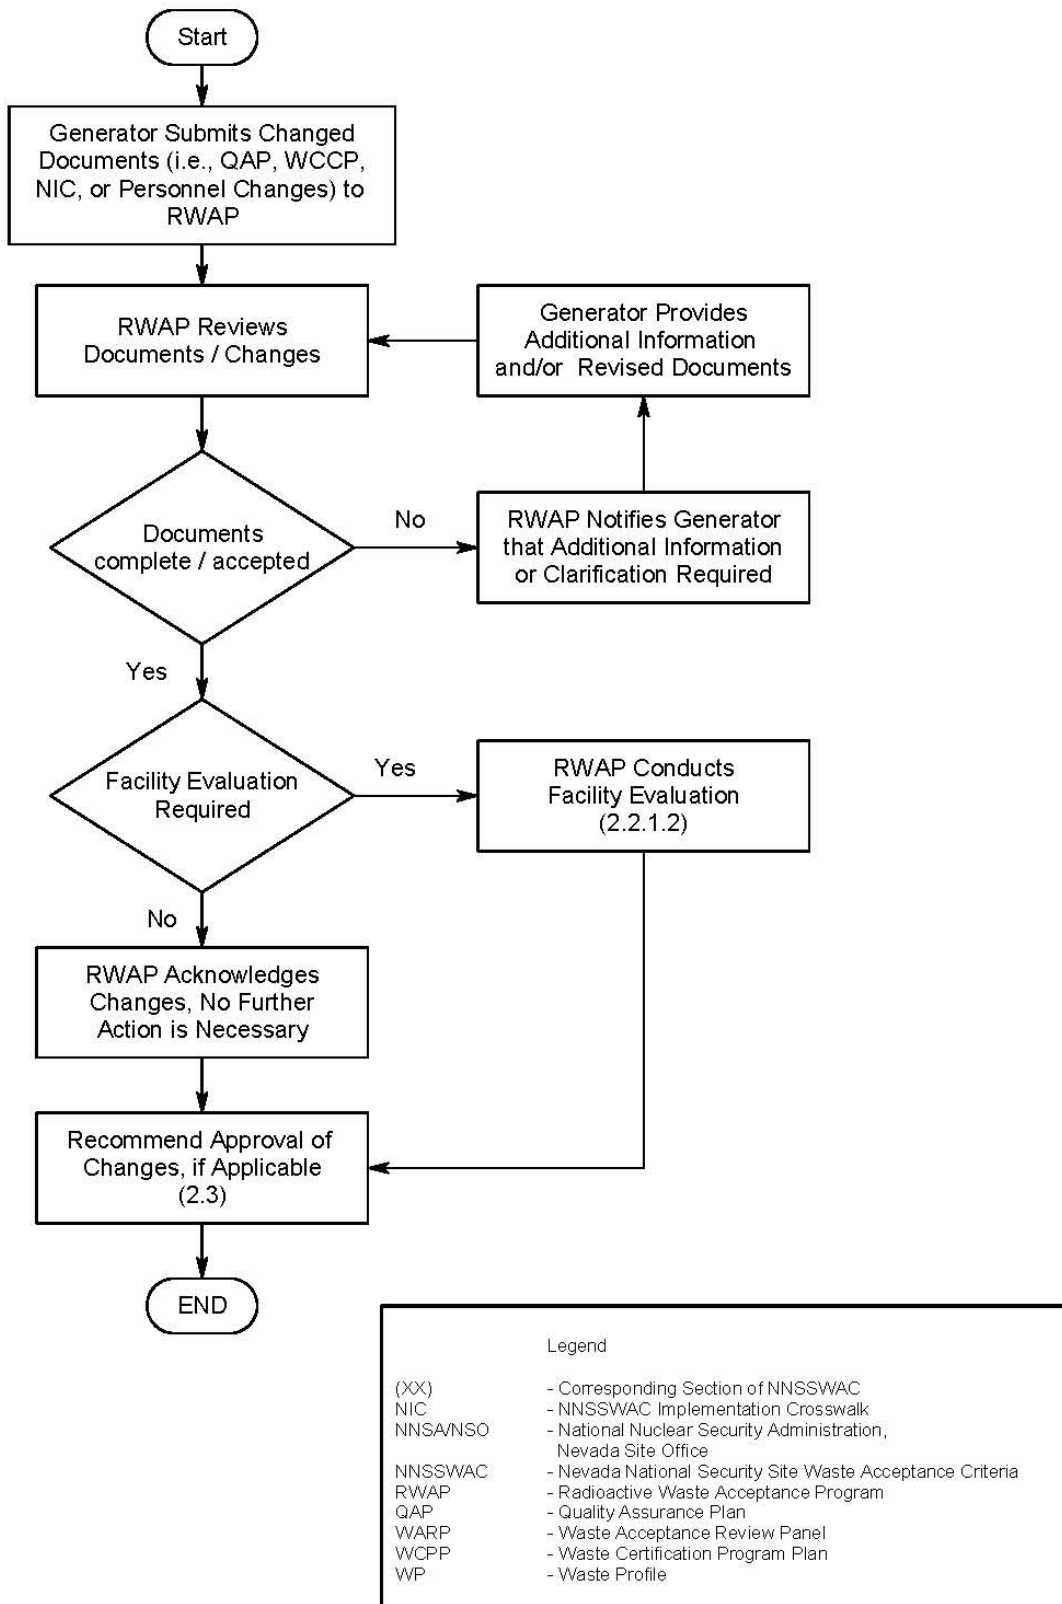 Start
Generator Submits Changed
Documents (i.e., QAP, WCCP,
NIC, or Personnel Changes) to
RWAP
RWAP Reviews
Documents / Changes
Generator Provides
Additional Information
and/or Revised Documents
Documents
complete / accepted
No
RWAP Notifies Generator
that Additional Information
or Clarification Required
Yes
Facility Evaluation
Required
Yes
RWAP Conducts
Facility Evaluation
(2.2.1.2)
No
RWAP Acknowledges
Changes, No Further
Action is Necessary
Recommend Approval of
Changes, if Applicable
(2.3)
END
Legend
(XX) - Corresponding Section of NNSSWAC
NIC - NNSSWAC Implementation Crosswalk
NNSA/NSO - National Nuclear Security Administration,
Nevada Site Office
NNSSWAC - Nevada National Security Site Waste Acceptance Criteria
RWAP - Radioactive Waste Acceptance Program
QAP - Quality Assurance Plan
WARP - Waste Acceptance Review Panel
WCPP - Waste Certification Program Plan
WP - Waste Profile